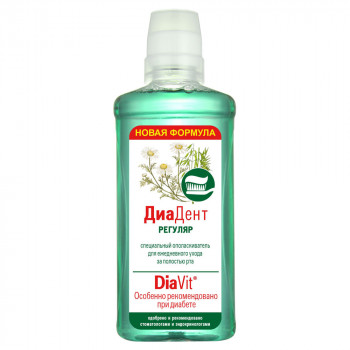 НОВАЯ ФОРМУЛА
ДиаДент
РЕГУЛЯР
специальный ополаскиватель
для ежедневного ухода
за полостью рта
DiaVit®
Особенно рекомендовано
при диабете
одобрено и рекомендовано
стоматологами и эндокринологами